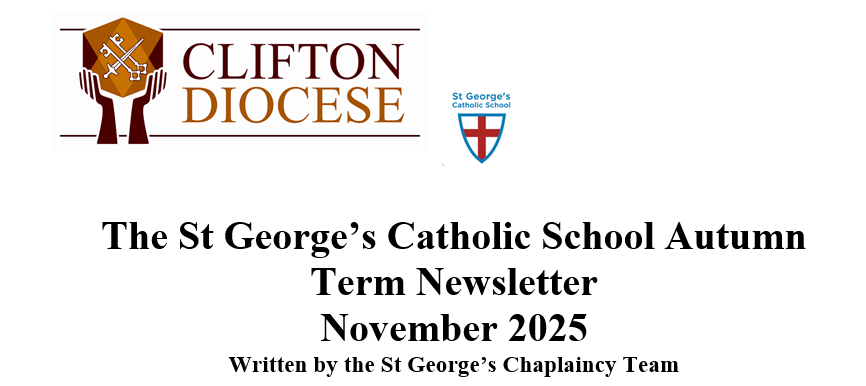 CLIFTON
DIOCESE
St George's
Catholic School
The St George’s Catholic School Autumn
Term Newsletter
November 2025
Written by the St George’s Chaplaincy Team